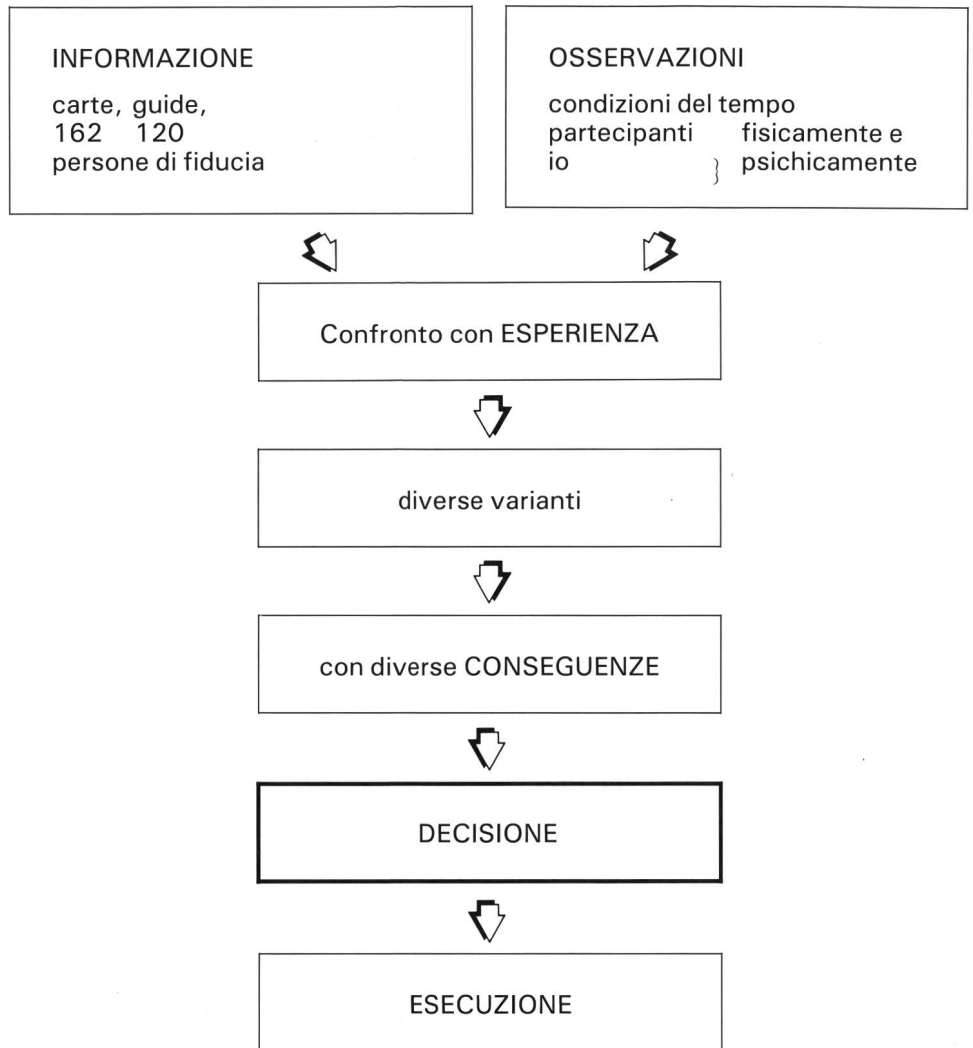 INFORMAZIONE
carte, guide,
162 120
persone di fiducia
OSSERVAZIONI
condizioni del tempo
partecipanti fisicamente e
io } psichicamente
Confronto con ESPERIENZA
diverse varianti
con diverse CONSEGUENZE
DECISIONE
ESECUZIONE